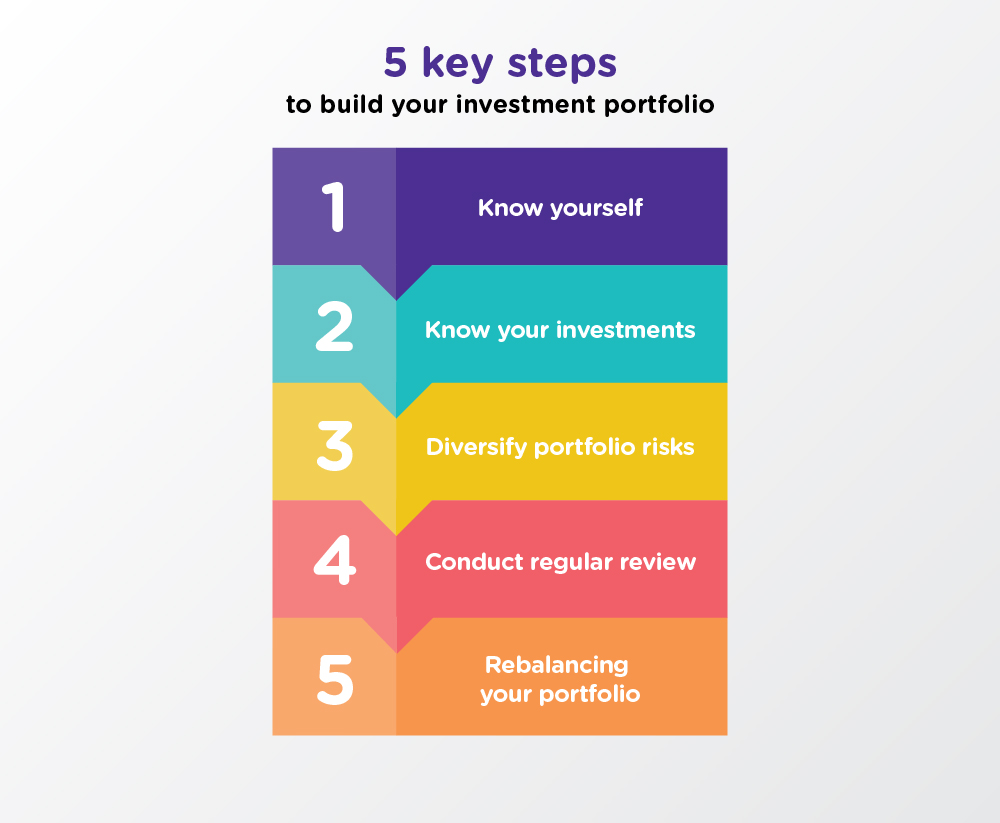 5 key steps
to build your investment portfolio
1
Know yourself
2
Know your investments
3
Diversify portfolio risks
4
Conduct regular review
5
Rebalancing
your portfolio